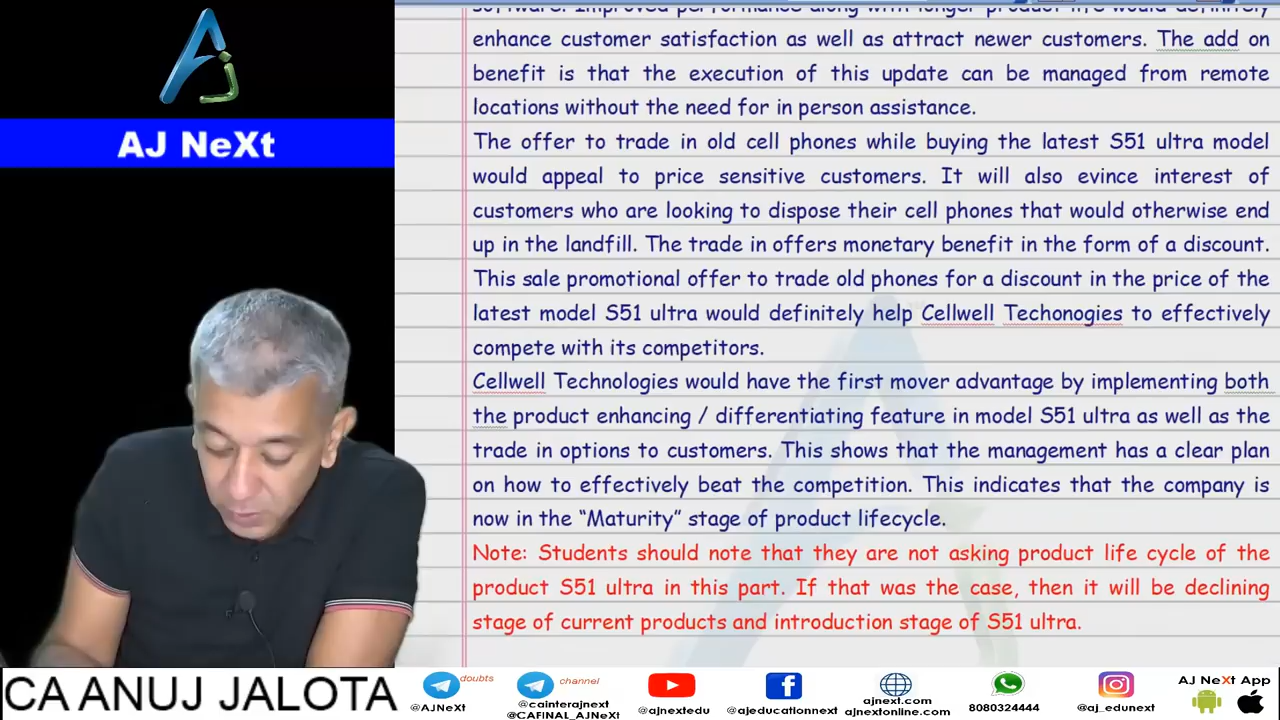 software. Improved performance along with longer product life would definitely
enhance customer satisfaction as well as attract newer customers. The add on
benefit is that the execution of this update can be managed from remote
locations without the need for in person assistance.
The offer to trade in old cell phones while buying the latest S51 ultra model
would appeal to price sensitive customers. It will also evince interest of
customers who are looking to dispose their cell phones that would otherwise end
up in the landfill. The trade in offers monetary benefit in the form of a discount.
This sale promotional offer to trade old phones for a discount in the price of the
latest model S51 ultra would definitely help Cellwell Techonogies to effectively
compete with its competitors.
Cellwell Technologies would have the first mover advantage by implementing both
the product enhancing / differentiating feature in model S51 ultra as well as the
trade in options to customers. This shows that the management has a clear plan
on how to effectively beat the competition. This indicates that the company is
now in the “Maturity” stage of product lifecycle.
Note: Students should note that they are not asking product life cycle of the
product S51 ultra in this part. If that was the case, then it will be declining
stage of current products and introduction stage of S51 ultra.
Aj
AJ NeXt
CA ANUJ JALOTA
doubts
@AJNeXt
channel
@cainterajnext
@CAFINAL_AJNeXt
@ajnextedu
@ajeducationnext
ajnext.com
ajnextonline.com
8080324444
@aj_edunext
AJ NeXt App